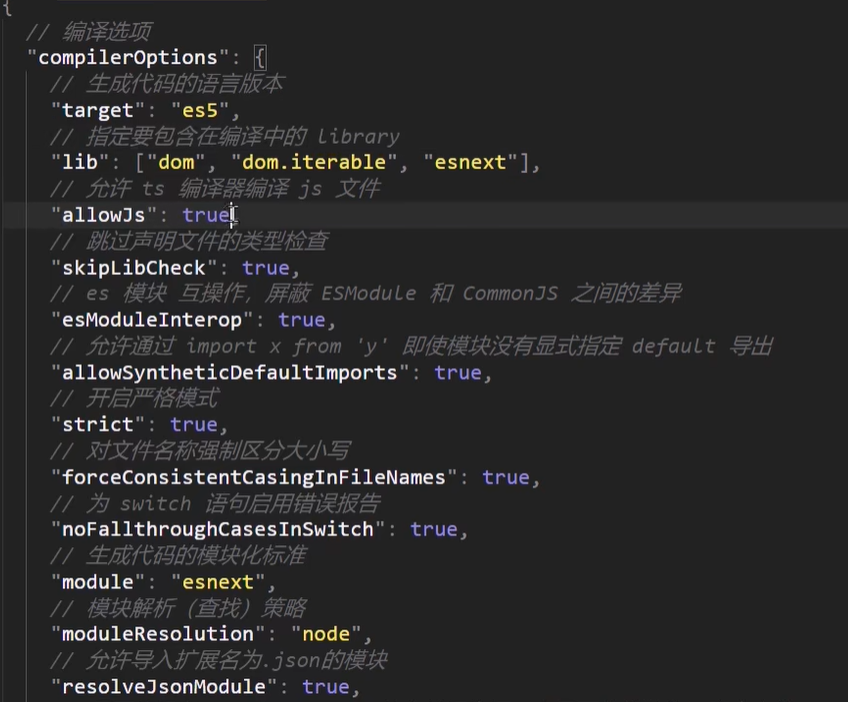 {
// 编译选项
"compilerOptions": {
// 生成代码的语言版本
"target": "es5",
// 指定要包含在编译中的 library
"lib": ["dom", "dom.iterable", "esnext"],
// 允许 ts 编译器编译 js 文件
"allowJs": true
// 跳过声明文件的类型检查
"skipLibCheck": true,
// es 模块 互操作，屏蔽 ESModule 和 CommonJS 之间的差异
"esModuleInterop": true,
// 允许通过 import x from 'y' 即使模块没有显式指定 default 导出
"allowSyntheticDefaultImports": true,
// 开启严格模式
"strict": true,
// 对文件名称强制区分大小写
"forceConsistentCasingInFileNames": true,
// 为 switch 语句启用错误报告
"noFallthroughCasesInSwitch": true,
// 生成代码的模块化标准
"module": "esnext",
// 模块解析（查找）策略
"moduleResolution": "node",
// 允许导入扩展名为.json的模块
"resolveJsonModule": true,